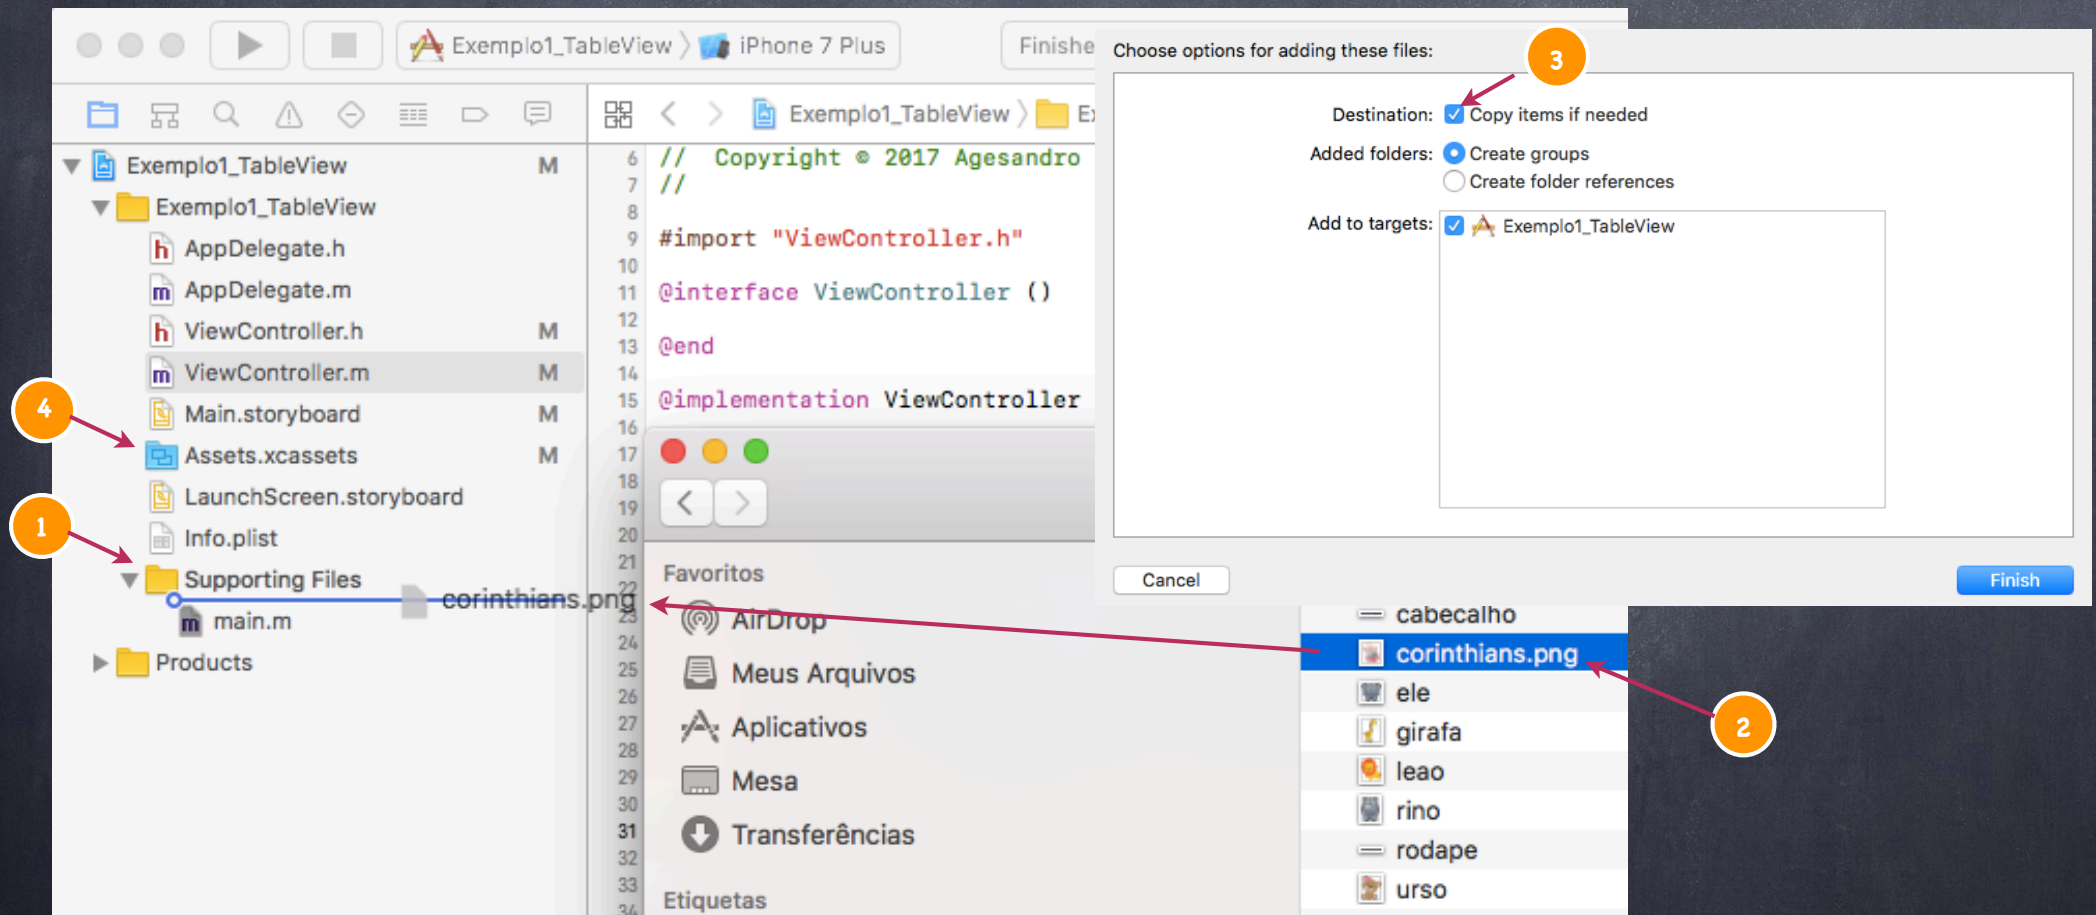 Exemplo1_TableView
iPhone 7 Plus
Finishe
Exemplo1_TableView
M
Exemplo1_TableView
AppDelegate.h
AppDelegate.m
ViewController.h
M
ViewController.m
M
Main.storyboard
M
4
Assets.xcassets
M
LaunchScreen.storyboard
1
Info.plist
Supporting Files
main.m
Products
corinthians.png
Exemplo1_TableView
E
6 // Copyright © 2017 Agesandro
7 //
8
9 #import "ViewController.h"
10
11 @interface ViewController ()
12
13 @end
14
15 @implementation ViewController
16
17
18
19
20
21
22
23
24
25
26
27
28
29
30
31
32
33
34
Favoritos
AirDrop
Meus Arquivos
Aplicativos
Mesa
Transferências
Etiquetas
cabecalho
corinthians.png
ele
girafa
leao
rino
rodape
urso
2
Choose options for adding these files:
3
Destination: Copy items if needed
Added folders: Create groups
Create folder references
Add to targets: Exemplo1_TableView
Cancel
Finish